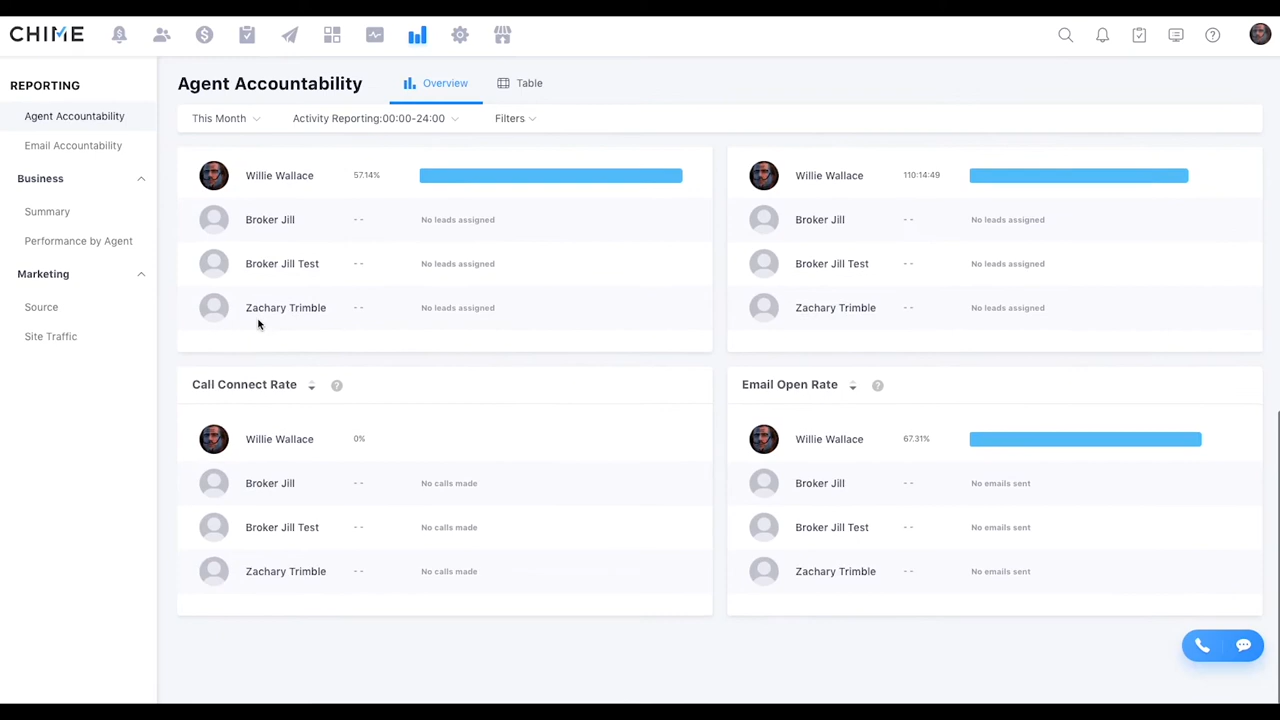 CHIME
REPORTING
Agent Accountability
Email Accountability
Business
Summary
Performance by Agent
Marketing
Source
Site Traffic
Agent Accountability
Overview
Table
This Month
Activity Reporting:00:00-24:00
Filters
Willie Wallace 57.14%
Broker Jill - - No leads assigned
Broker Jill Test - - No leads assigned
Zachary Trimble - - No leads assigned
Willie Wallace 110:14:49
Broker Jill - - No leads assigned
Broker Jill Test - - No leads assigned
Zachary Trimble - - No leads assigned
Call Connect Rate ?
Willie Wallace 0%
Broker Jill - - No calls made
Broker Jill Test - - No calls made
Zachary Trimble - - No calls made
Email Open Rate ?
Willie Wallace 67.31%
Broker Jill - - No emails sent
Broker Jill Test - - No emails sent
Zachary Trimble - - No emails sent